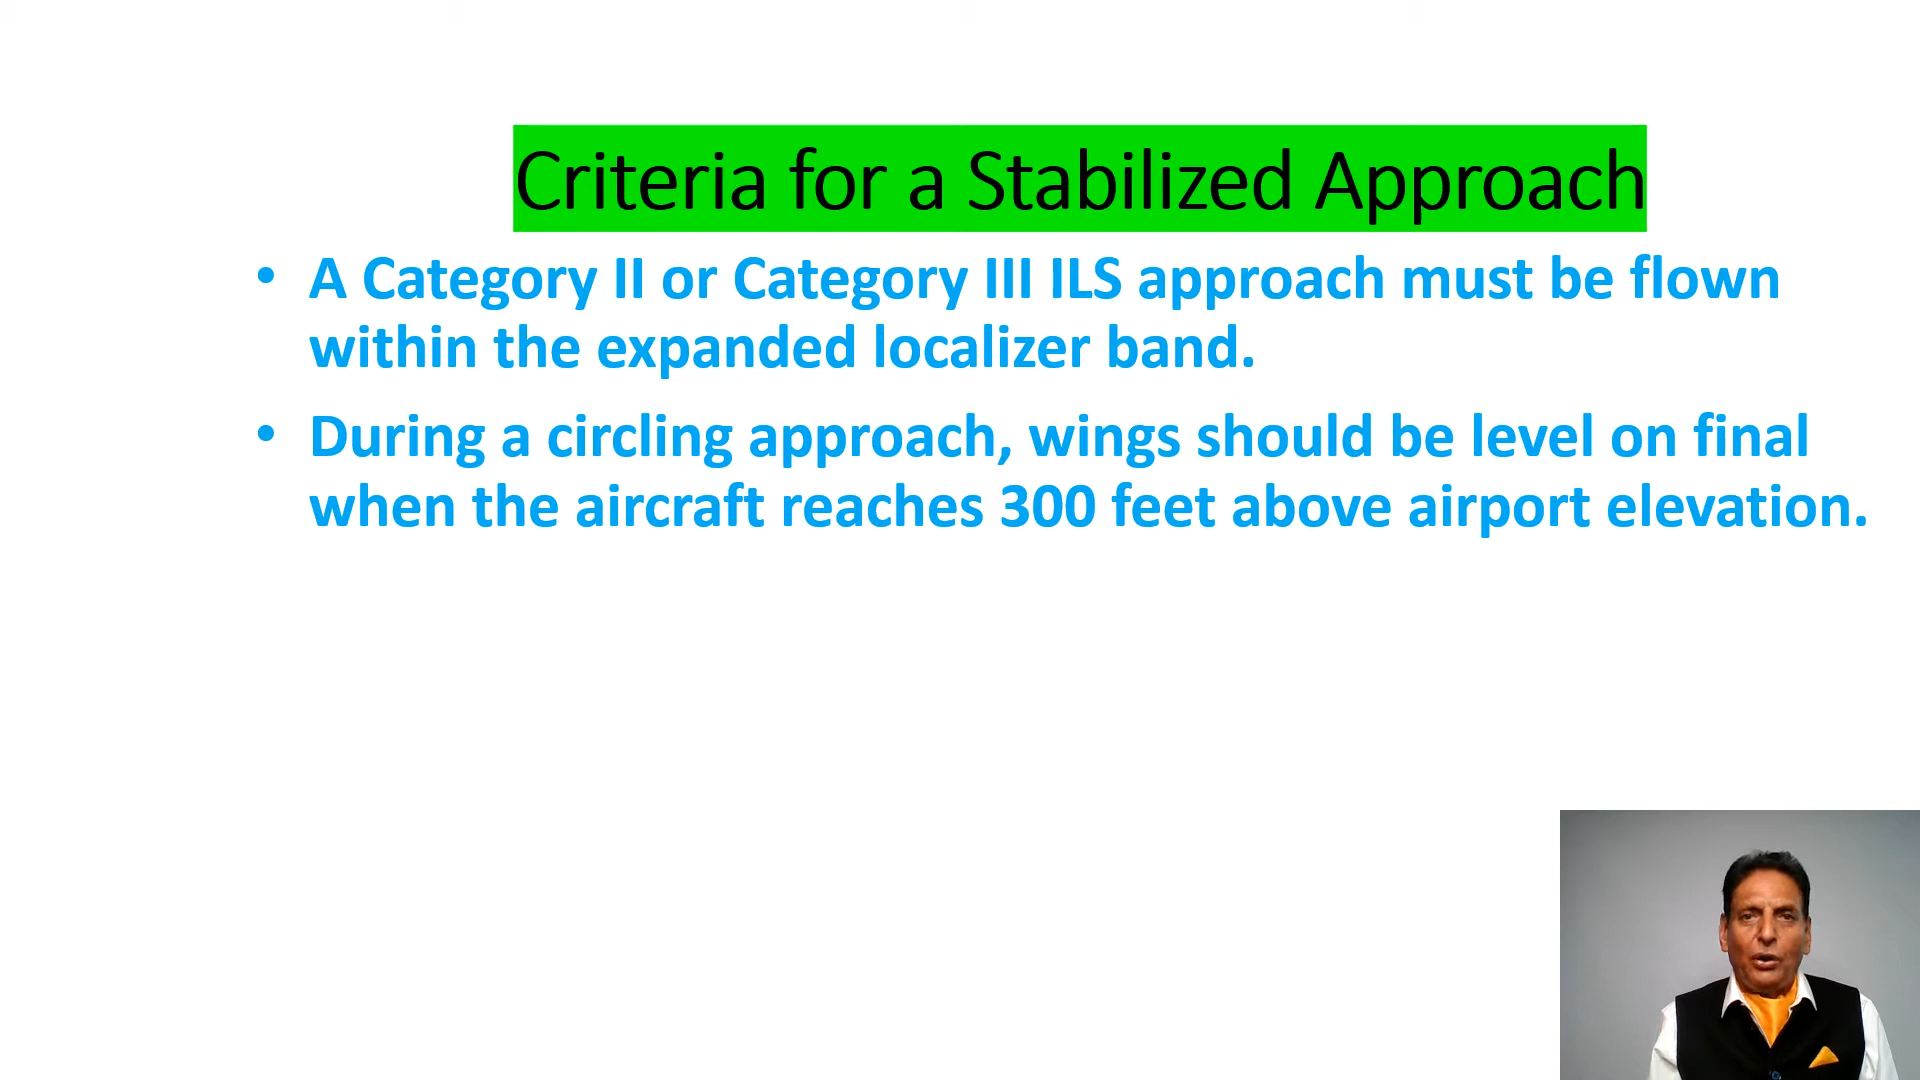 Criteria for a Stabilized Approach
• A Category II or Category III ILS approach must be flown
within the expanded localizer band.
• During a circling approach, wings should be level on final
when the aircraft reaches 300 feet above airport elevation.